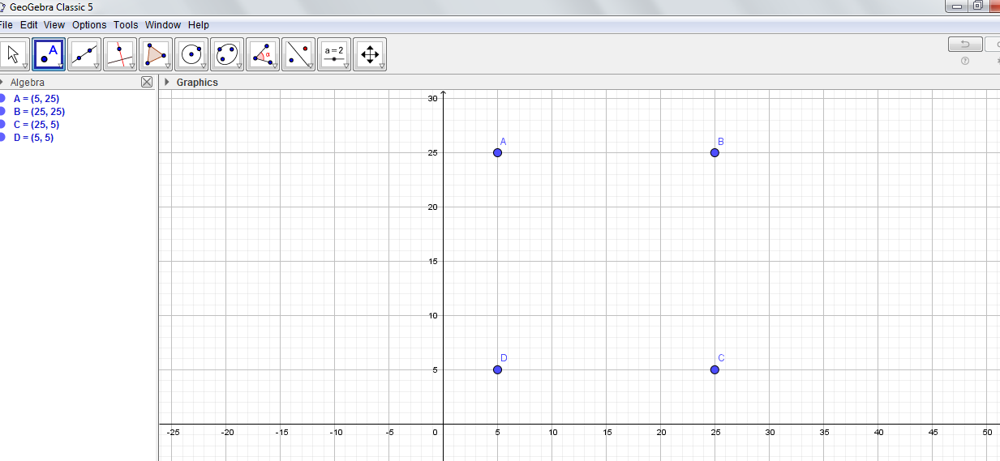 GeoGebra Classic 5
File Edit View Options Tools Window Help
A
α
a=2
Algebra
Graphics
A = (5, 25)
B = (25, 25)
C = (25, 5)
D = (5, 5)
30
A
B
25
20
15
10
D
C
5
-25 -20 -15 -10 -5 0 5 10 15 20 25 30 35 40 45 50